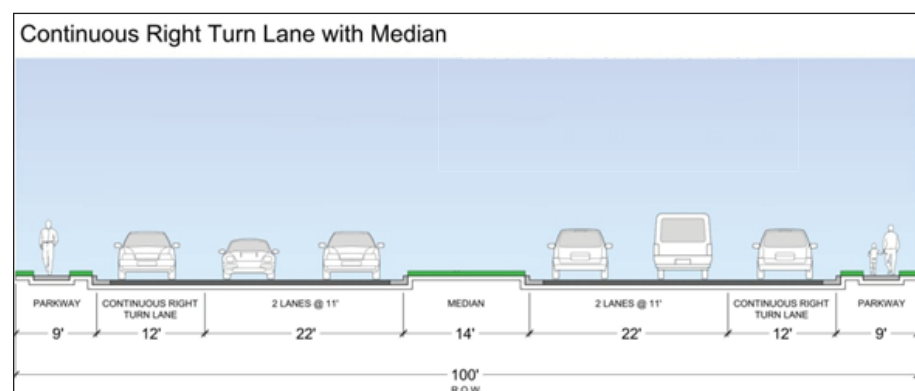 Continuous Right Turn Lane with Median
PARKWAY
CONTINUOUS RIGHT
TURN LANE
2 LANES @ 11'
MEDIAN
2 LANES @ 11'
CONTINUOUS RIGHT
TURN LANE
PARKWAY
9'
12'
22'
14'
22'
12'
9'
100'
R.O.W.